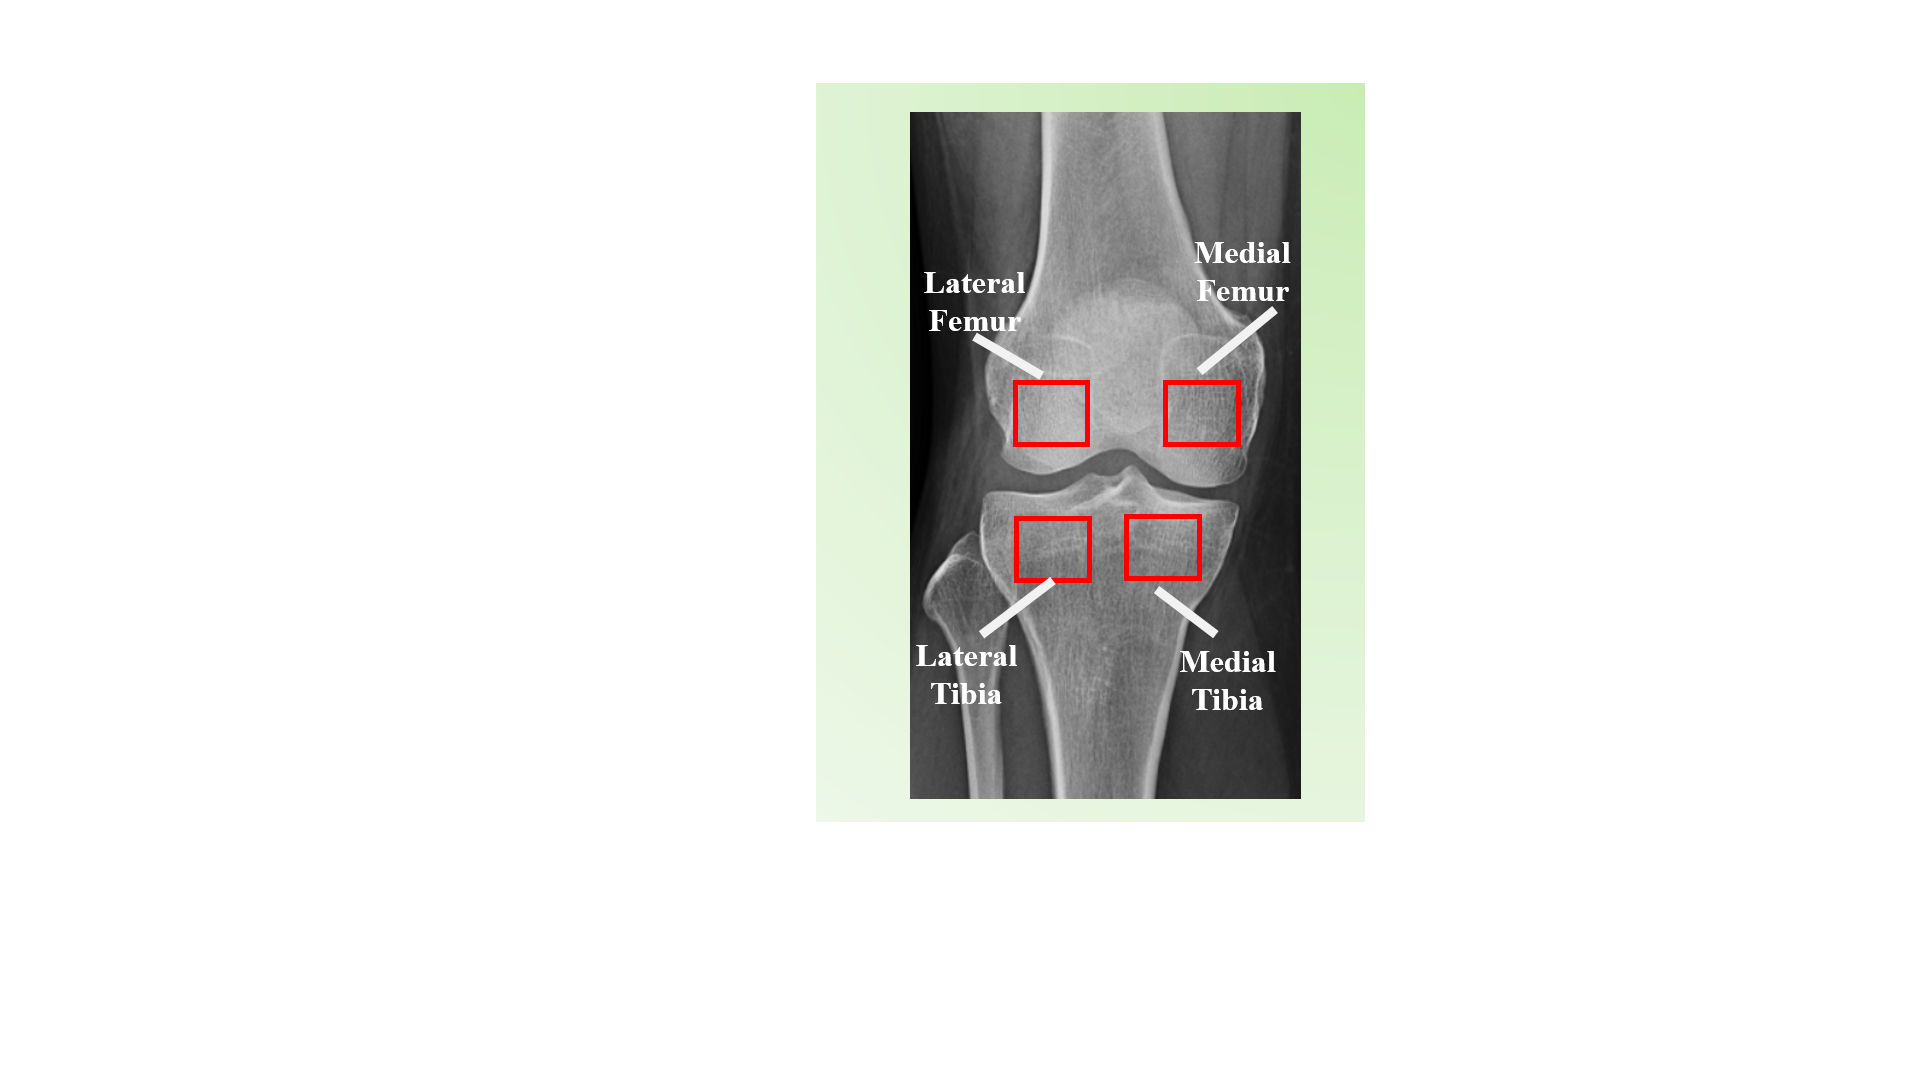 Lateral
Femur
Medial
Femur
Lateral
Tibia
Medial
Tibia